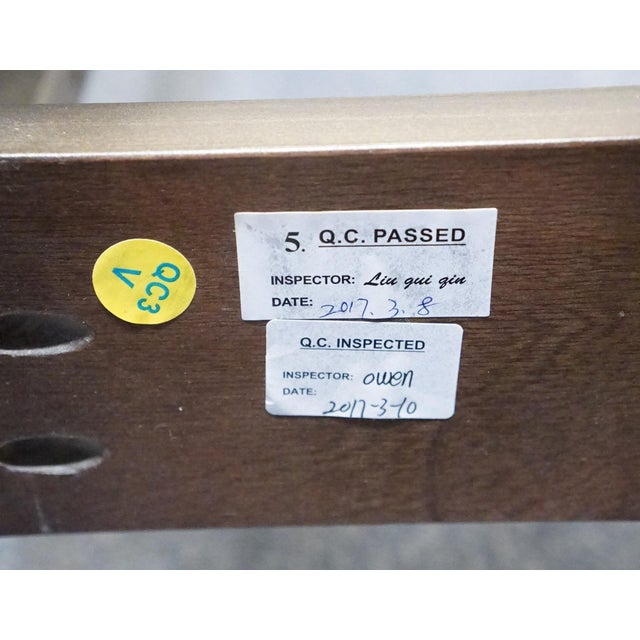 5. Q.C. PASSED
INSPECTOR: Liu gui qin
DATE: 2017. 3. 8
QC3
V
Q.C. INSPECTED
INSPECTOR: owen
DATE: 2017-3-10